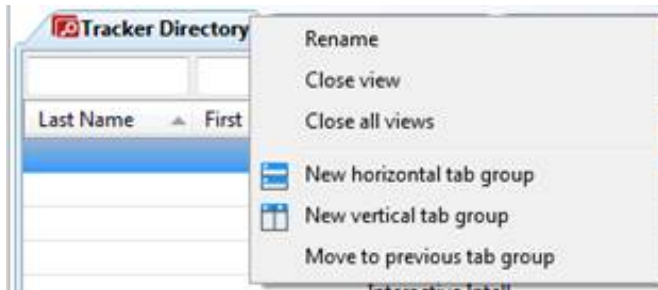 Tracker Directory
Rename
Close view
Close all views
Last Name First
New horizontal tab group
New vertical tab group
Move to previous tab group